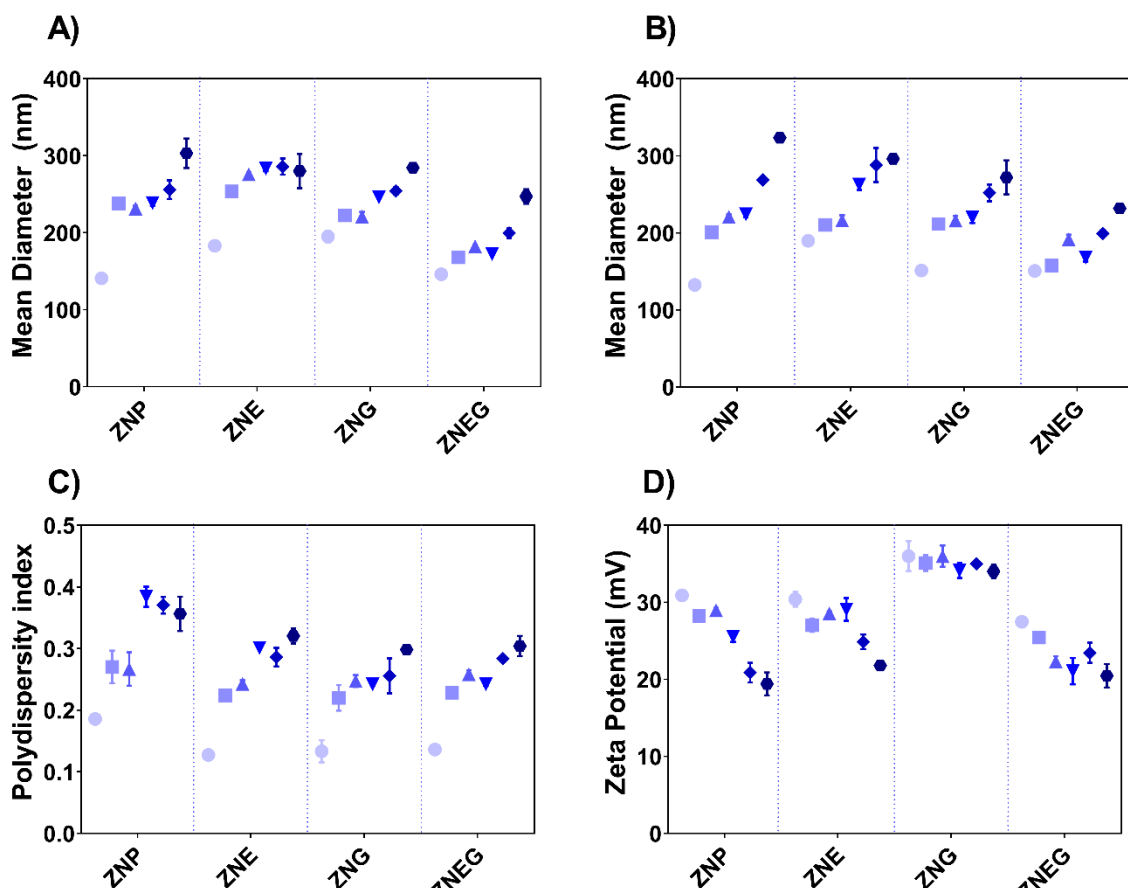 A)
Mean Diameter (nm)
400
300
200
100
0
ZNP
ZNE
ZNG
ZNEG
B)
Mean Diameter (nm)
400
300
200
100
0
ZNP
ZNE
ZNG
ZNEG
C)
Polydispersity index
0.5
0.4
0.3
0.2
0.1
0.0
ZNP
ZNE
ZNG
ZNEG
D)
Zeta Potential (mV)
40
30
20
10
0
ZNP
ZNE
ZNG
ZNEG